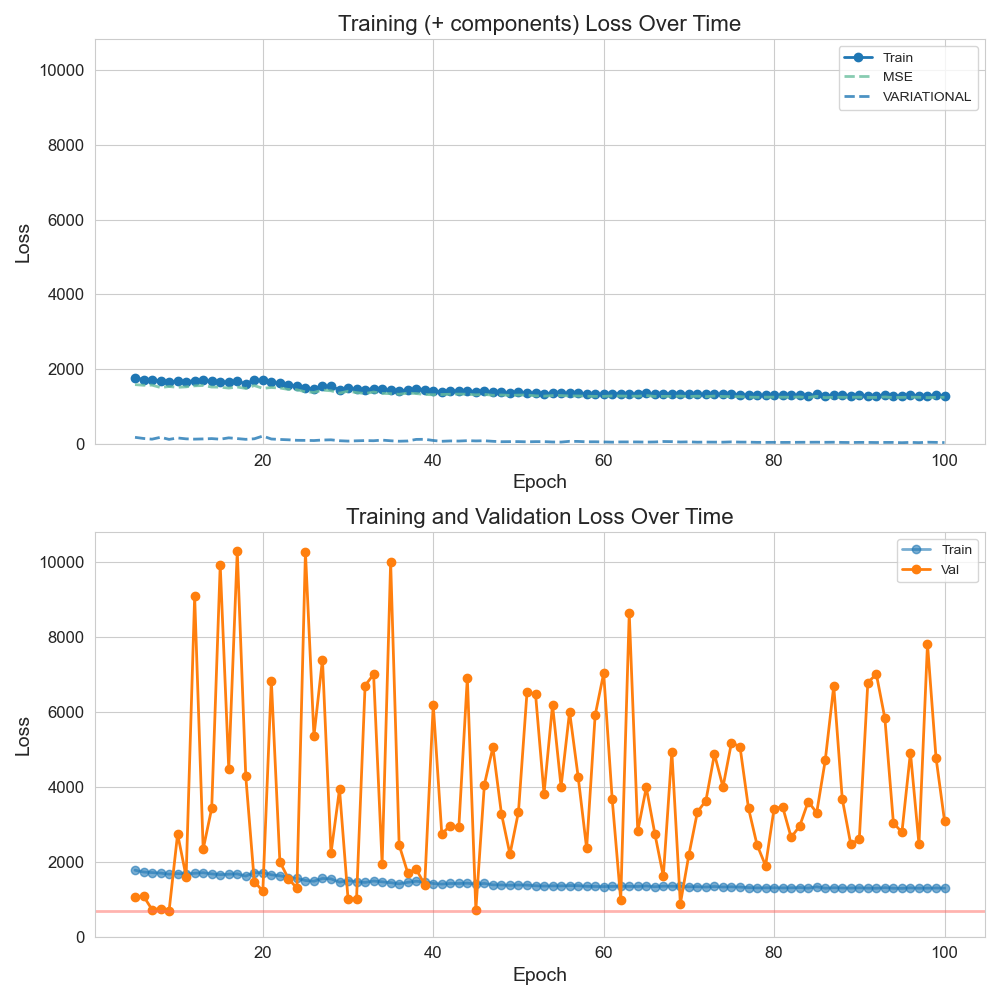 Training (+ components) Loss Over Time
Train
MSE
VARIATIONAL
10000
8000
6000
4000
2000
0
Loss
20
40
60
80
100
Epoch
Training and Validation Loss Over Time
Train
Val
10000
8000
6000
4000
2000
0
Loss
20
40
60
80
100
Epoch